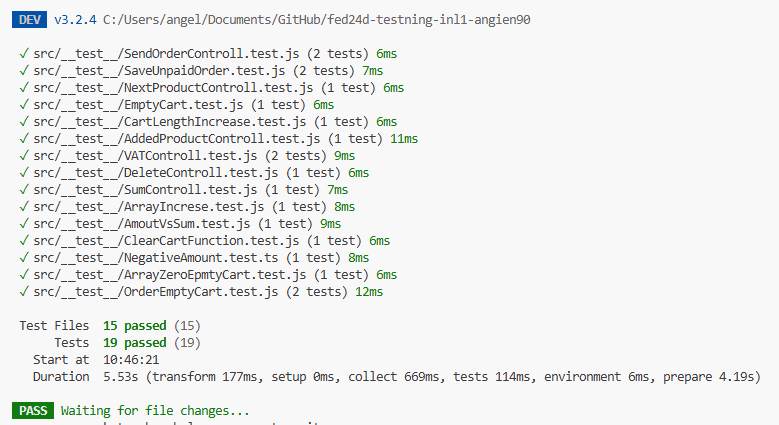 DEV v3.2.4 C:/Users/angel/Documents/GitHub/fed24d-testning-inl1-angien90
✓ src/__test__/SendOrderControll.test.js (2 tests) 6ms
✓ src/__test__/SaveUnpaidOrder.test.js (2 tests) 7ms
✓ src/__test__/NextProductControll.test.js (1 test) 6ms
✓ src/__test__/EmptyCart.test.js (1 test) 6ms
✓ src/__test__/CartLengthIncrease.test.js (1 test) 6ms
✓ src/__test__/AddedProductControll.test.js (1 test) 11ms
✓ src/__test__/VATControll.test.js (2 tests) 9ms
✓ src/__test__/DeleteControll.test.js (1 test) 6ms
✓ src/__test__/SumControll.test.js (1 test) 7ms
✓ src/__test__/ArrayIncrese.test.js (1 test) 8ms
✓ src/__test__/AmoutVsSum.test.js (1 test) 9ms
✓ src/__test__/ClearCartFunction.test.js (1 test) 6ms
✓ src/__test__/NegativeAmount.test.ts (1 test) 8ms
✓ src/__test__/ArrayZeroEpmtyCart.test.js (1 test) 6ms
✓ src/__test__/OrderEmptyCart.test.js (2 tests) 12ms
Test Files 15 passed (15)
Tests 19 passed (19)
Start at 10:46:21
Duration 5.53s (transform 177ms, setup 0ms, collect 669ms, tests 114ms, environment 6ms, prepare 4.19s)
PASS Waiting for file changes...